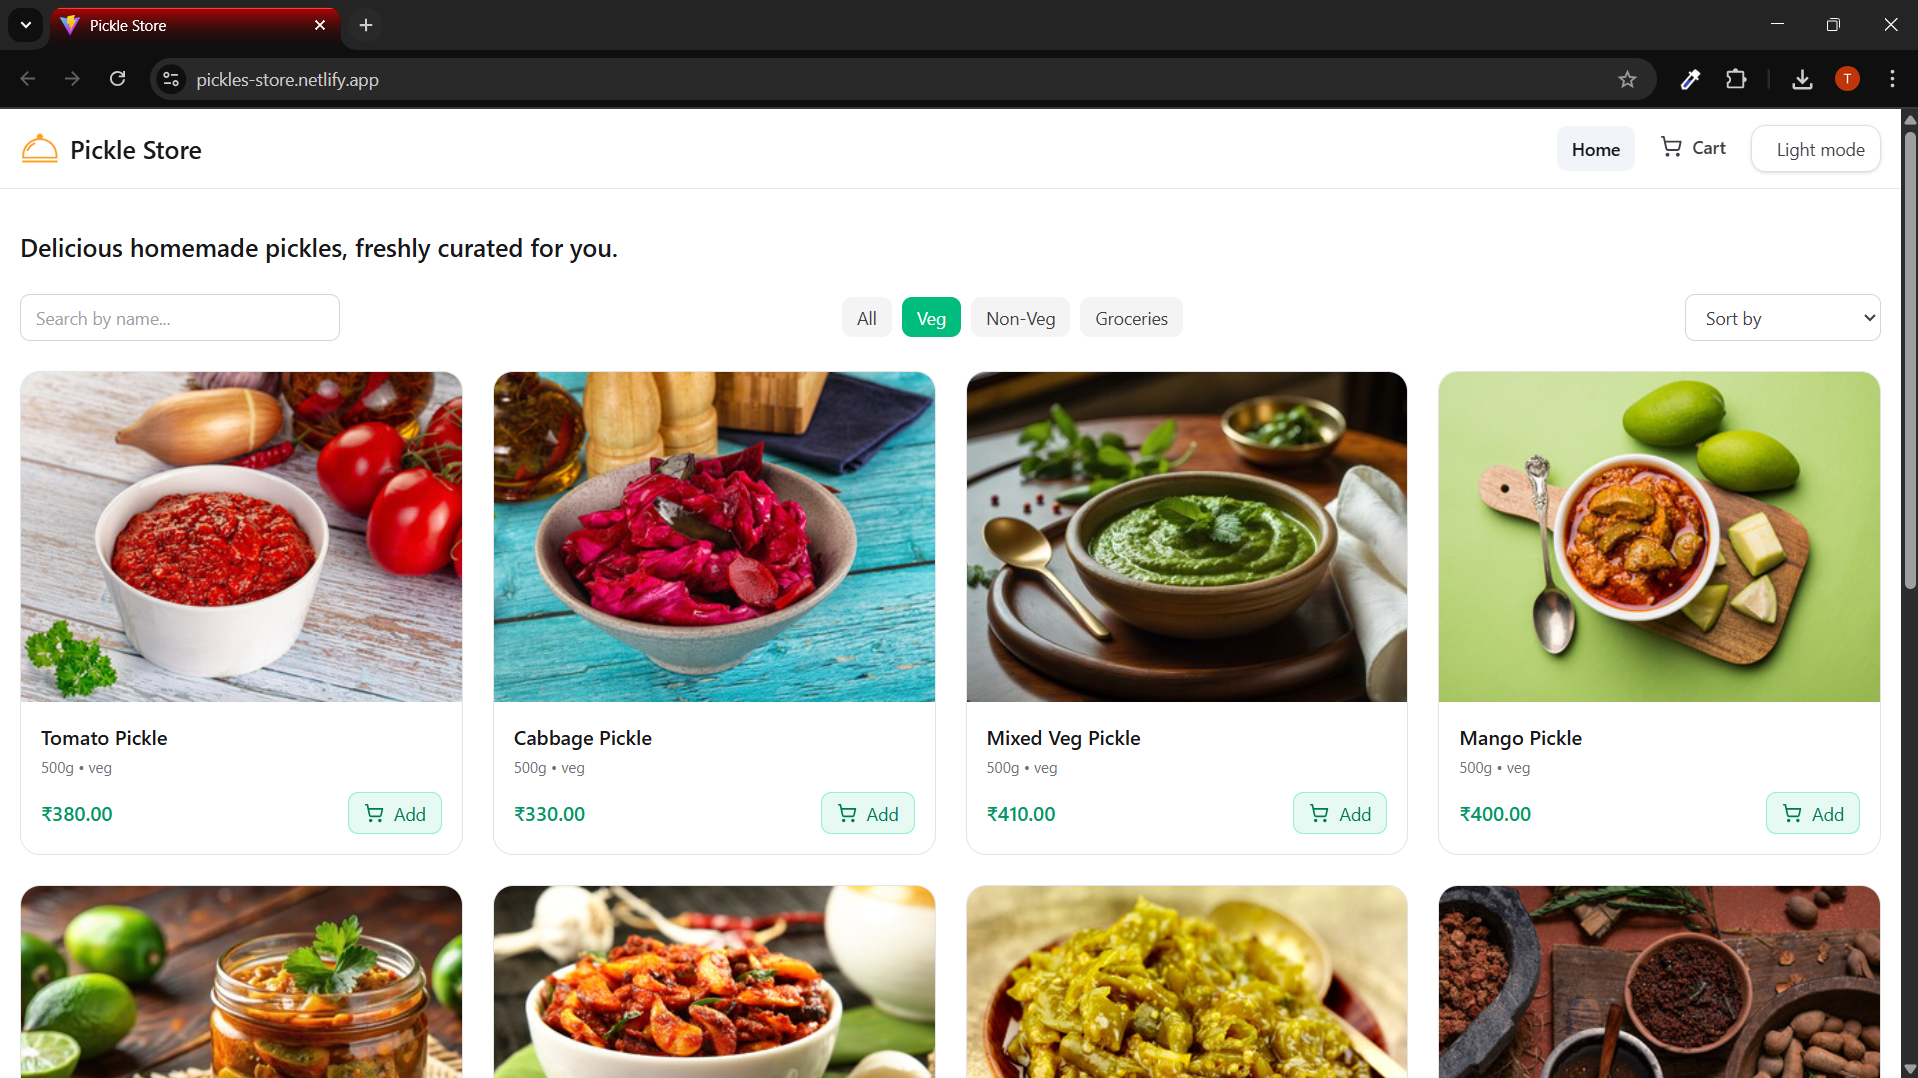 Pickle Store
pickles-store.netlify.app
T
Pickle Store
Home
Cart
Light mode
Delicious homemade pickles, freshly curated for you.
Search by name...
All
Veg
Non-Veg
Groceries
Sort by
Tomato Pickle
500g • veg
₹380.00
Add
Cabbage Pickle
500g • veg
₹330.00
Add
Mixed Veg Pickle
500g • veg
₹410.00
Add
Mango Pickle
500g • veg
₹400.00
Add